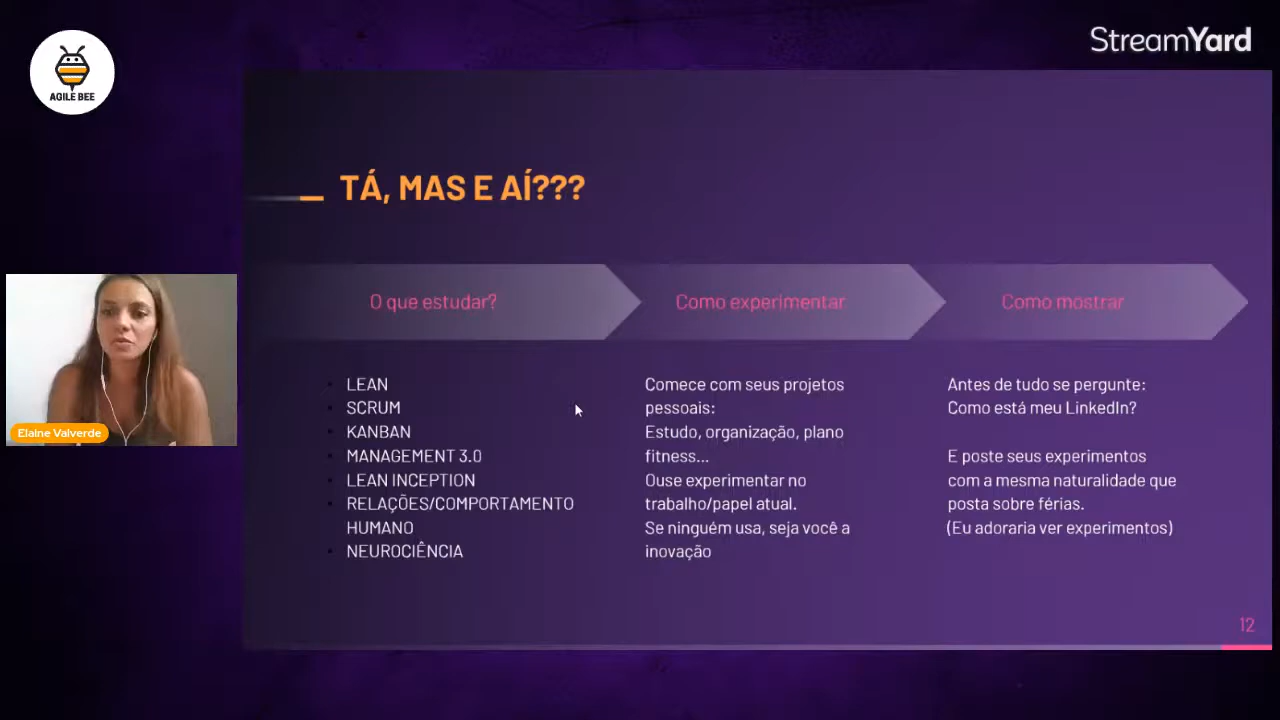 AGILE BEE
StreamYard
TÁ, MAS E AÍ???
O que estudar?
Como experimentar
Como mostrar
LEAN
SCRUM
KANBAN
MANAGEMENT 3.0
LEAN INCEPTION
RELAÇÕES/COMPORTAMENTO
HUMANO
NEUROCIÊNCIA
Comece com seus projetos
pessoais:
Estudo, organização, plano
fitness...
Ouse experimentar no
trabalho/papel atual.
Se ninguém usa, seja você a
inovação
Antes de tudo se pergunte:
Como está meu LinkedIn?
E poste seus experimentos
com a mesma naturalidade que
posta sobre férias.
(Eu adoraria ver experimentos)
Elaine Valverde
12